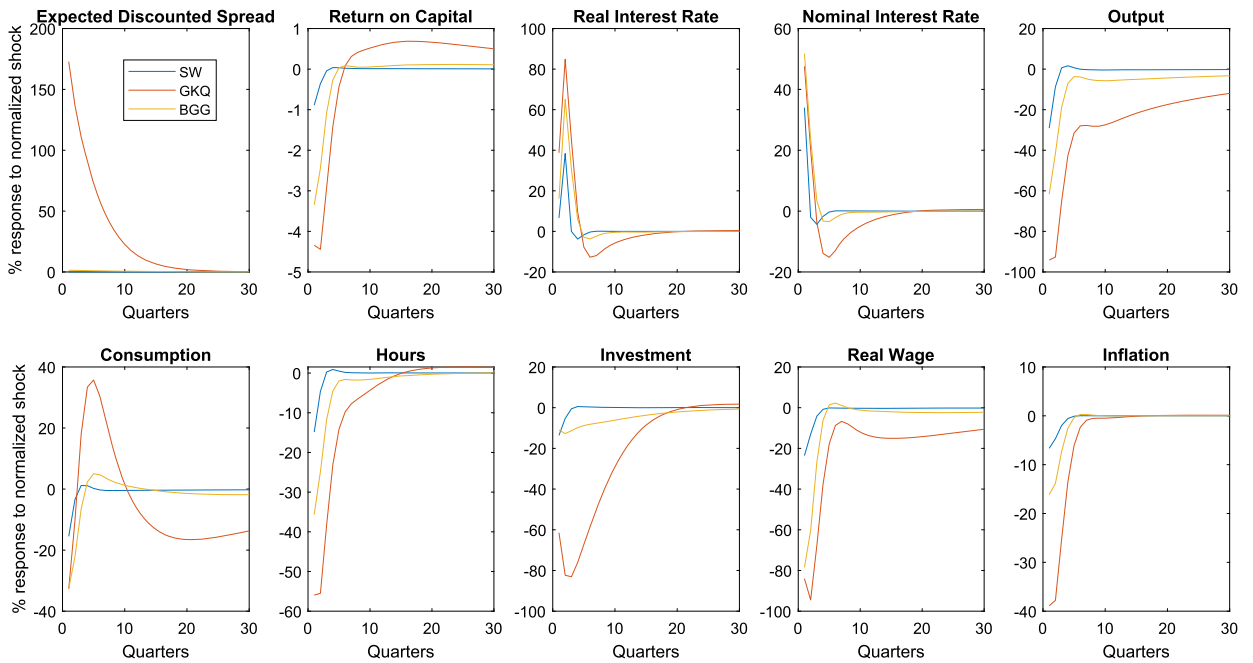 Expected Discounted Spread
Return on Capital
Real Interest Rate
Nominal Interest Rate
Output
% response to normalized shock
200
150
100
50
0
SW
GKQ
BGG
0 10 20 30
Quarters
1
0
-1
-2
-3
-4
-5
0 10 20 30
Quarters
100
80
60
40
20
0
-20
0 10 20 30
Quarters
60
40
20
0
-20
0 10 20 30
Quarters
20
0
-20
-40
-60
-80
-100
0 10 20 30
Quarters
Consumption
Hours
Investment
Real Wage
Inflation
% response to normalized shock
40
20
0
-20
-40
0 10 20 30
Quarters
0
-10
-20
-30
-40
-50
-60
0 10 20 30
Quarters
20
0
-20
-40
-60
-80
-100
0 10 20 30
Quarters
20
0
-20
-40
-60
-80
-100
0 10 20 30
Quarters
10
0
-10
-20
-30
-40
0 10 20 30
Quarters